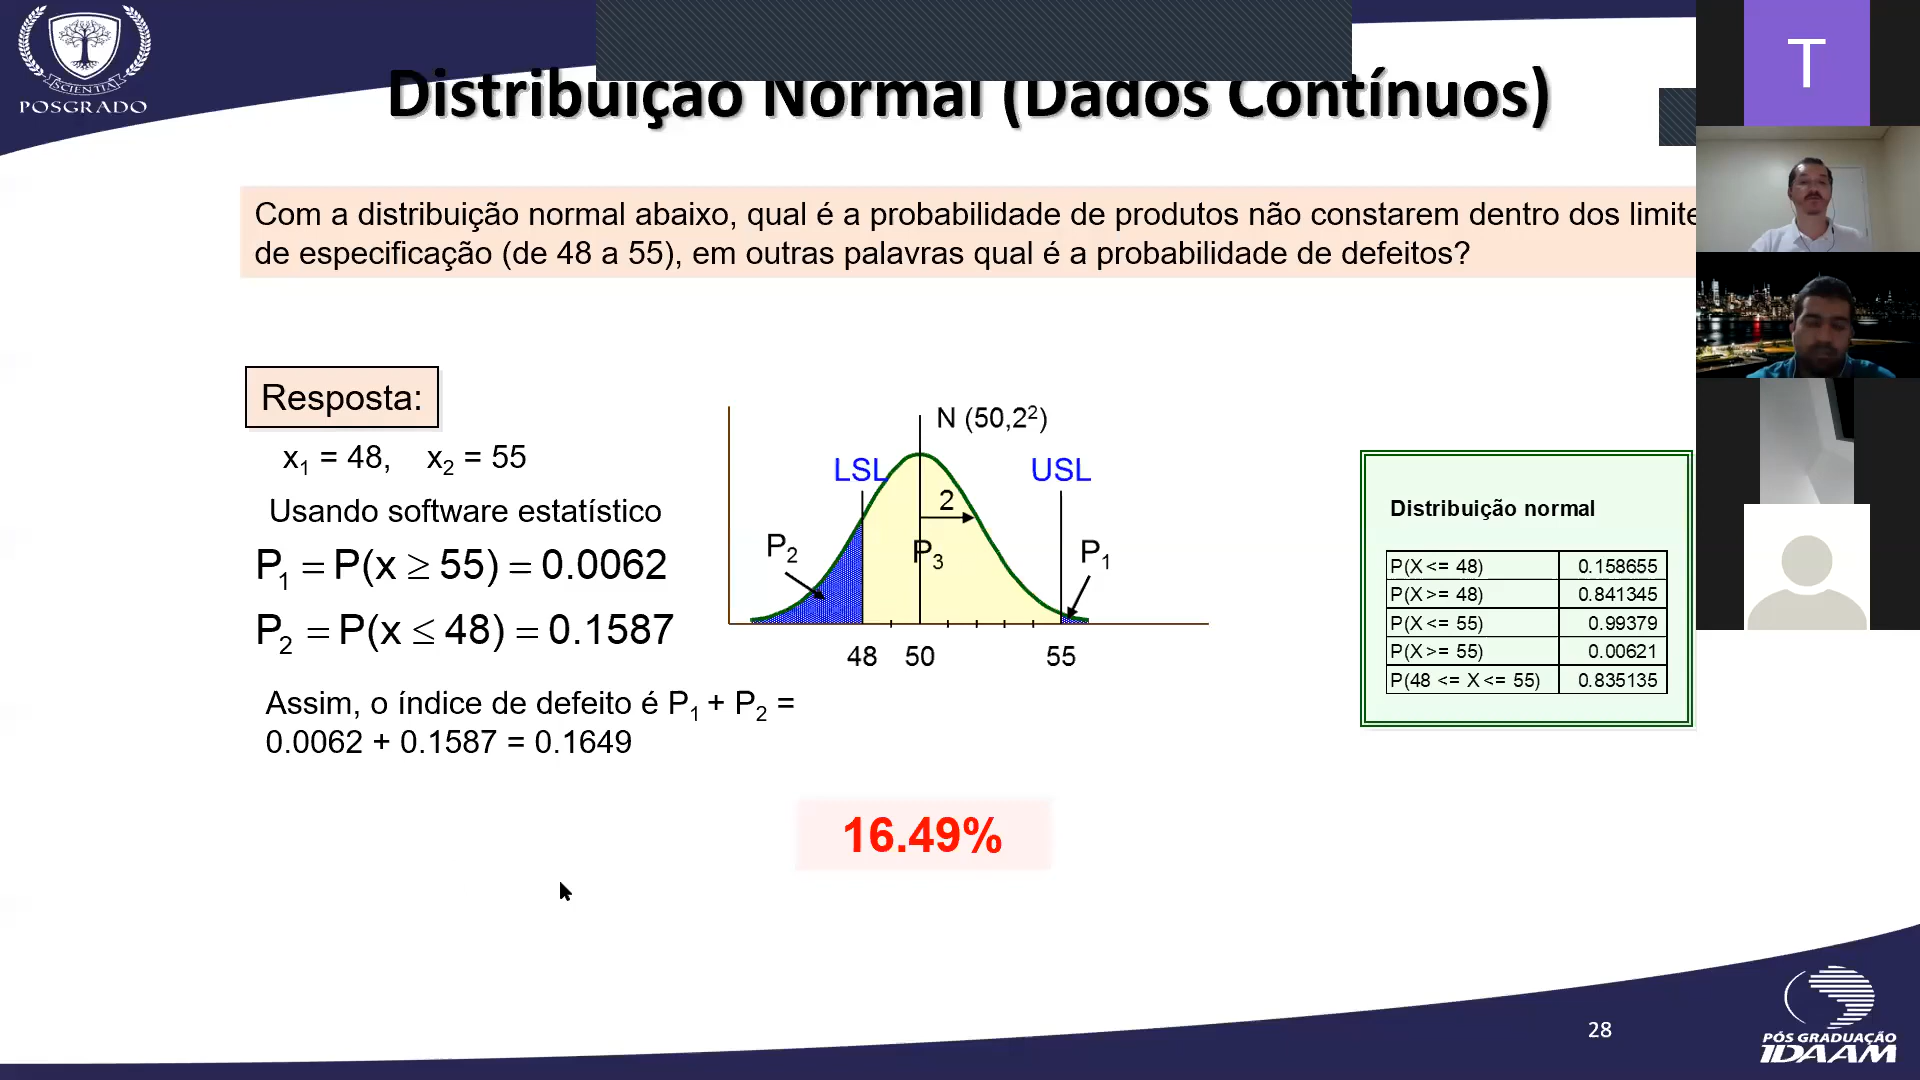 SCIENTIA
POSGRADO
Distribuição Normal (Dados Contínuos)
T
Com a distribuição normal abaixo, qual é a probabilidade de produtos não constarem dentro dos limite
de especificação (de 48 a 55), em outras palavras qual é a probabilidade de defeitos?
Resposta:
x1 = 48, x2 = 55
Usando software estatístico
P1 = P(x ≥ 55) = 0.0062
P2 = P(x ≤ 48) = 0.1587
Assim, o índice de defeito é P1 + P2 =
0.0062 + 0.1587 = 0.1649
N (50,2²)
LSL
USL
2
P2
P3
P1
48 50 55
Distribuição normal
P(X <= 48) 0.158655
P(X >= 48) 0.841345
P(X <= 55) 0.99379
P(X >= 55) 0.00621
P(48 <= X <= 55) 0.835135
16.49%
28
PÓS GRADUAÇÃO
IDAAM